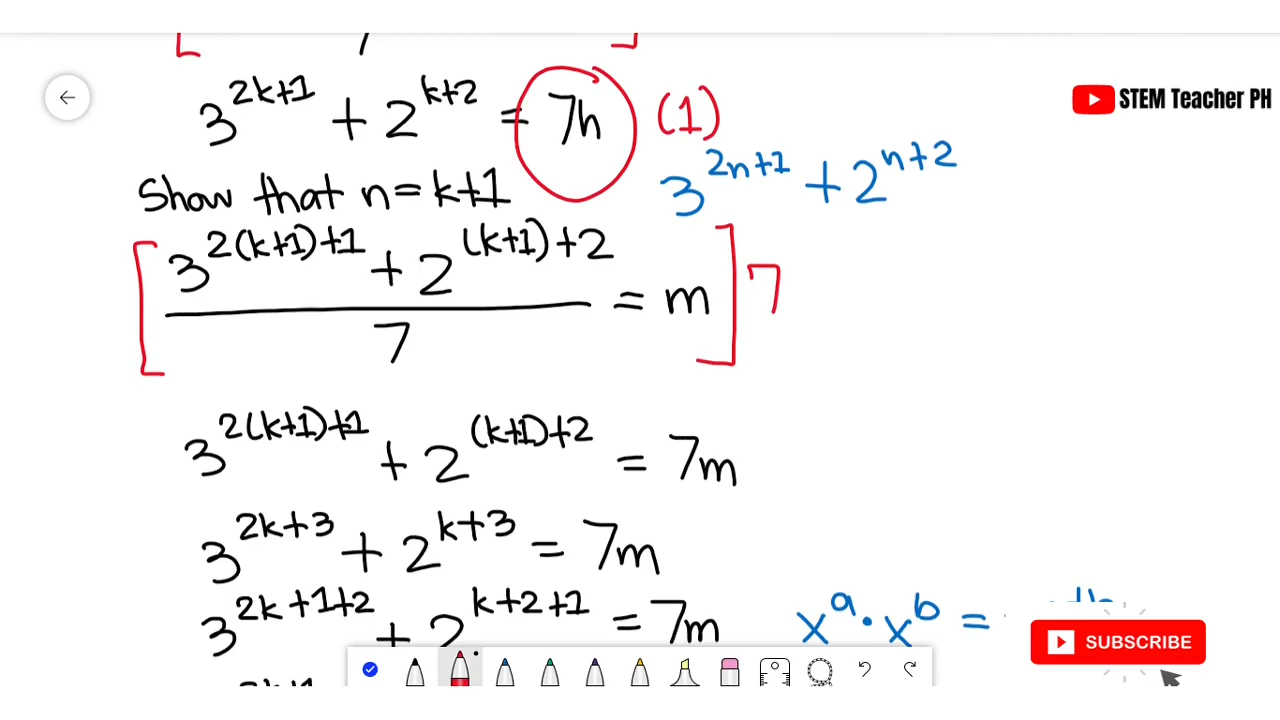 7
3^{2k+1} + 2^{k+2} = 7h (1)
STEM Teacher PH
Show that n = k+1
3^{2n+1} + 2^{n+2}
[3^{2(k+1)+1} + 2^{(k+1)+2} / 7 = m] 7
3^{2(k+1)+1} + 2^{(k+1)+2} = 7m
3^{2k+3} + 2^{k+3} = 7m
3^{2k+1+2} + 2^{k+2+1} = 7m
x^a · x^b =
SUBSCRIBE